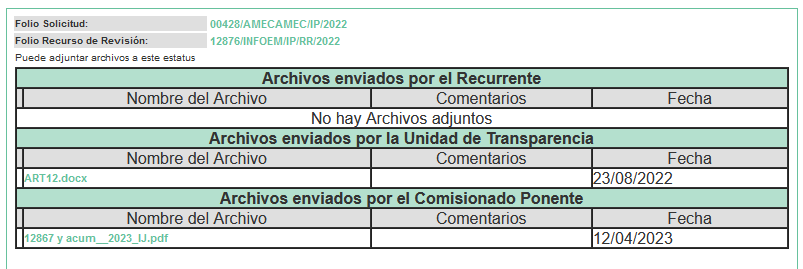 Folio Solicitud: 00428/AMECAMEC/IP/2022
Folio Recurso de Revisión: 12876/INFOEM/IP/RR/2022
Puede adjuntar archivos a este estatus
Archivos enviados por el Recurrente
Nombre del Archivo Comentarios Fecha
No hay Archivos adjuntos
Archivos enviados por la Unidad de Transparencia
Nombre del Archivo Comentarios Fecha
ART12.docx 23/08/2022
Archivos enviados por el Comisionado Ponente
Nombre del Archivo Comentarios Fecha
12867 y acum__2023_IJ.pdf 12/04/2023